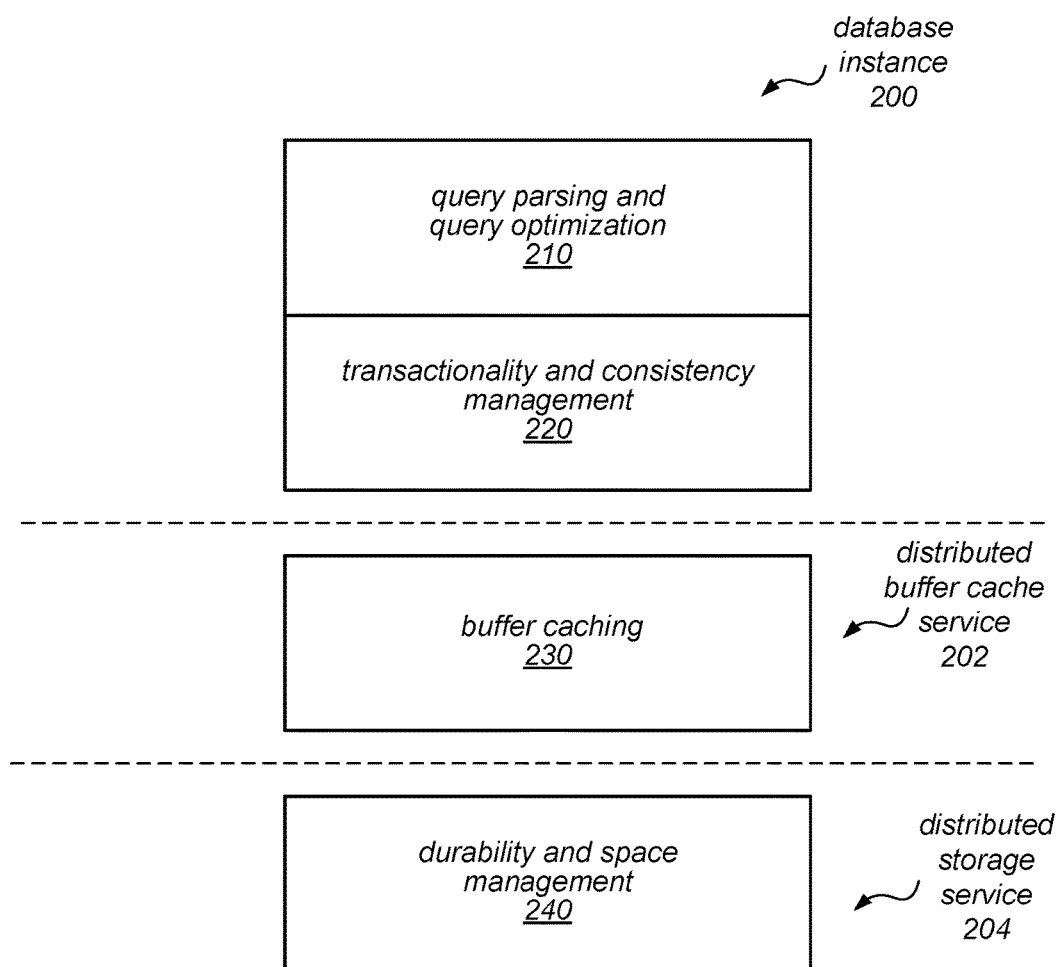 database
instance
200
query parsing and
query optimization
210
transactionality and consistency
management
220
distributed
buffer cache
service
202
buffer caching
230
distributed
storage
service
204
durability and space
management
240